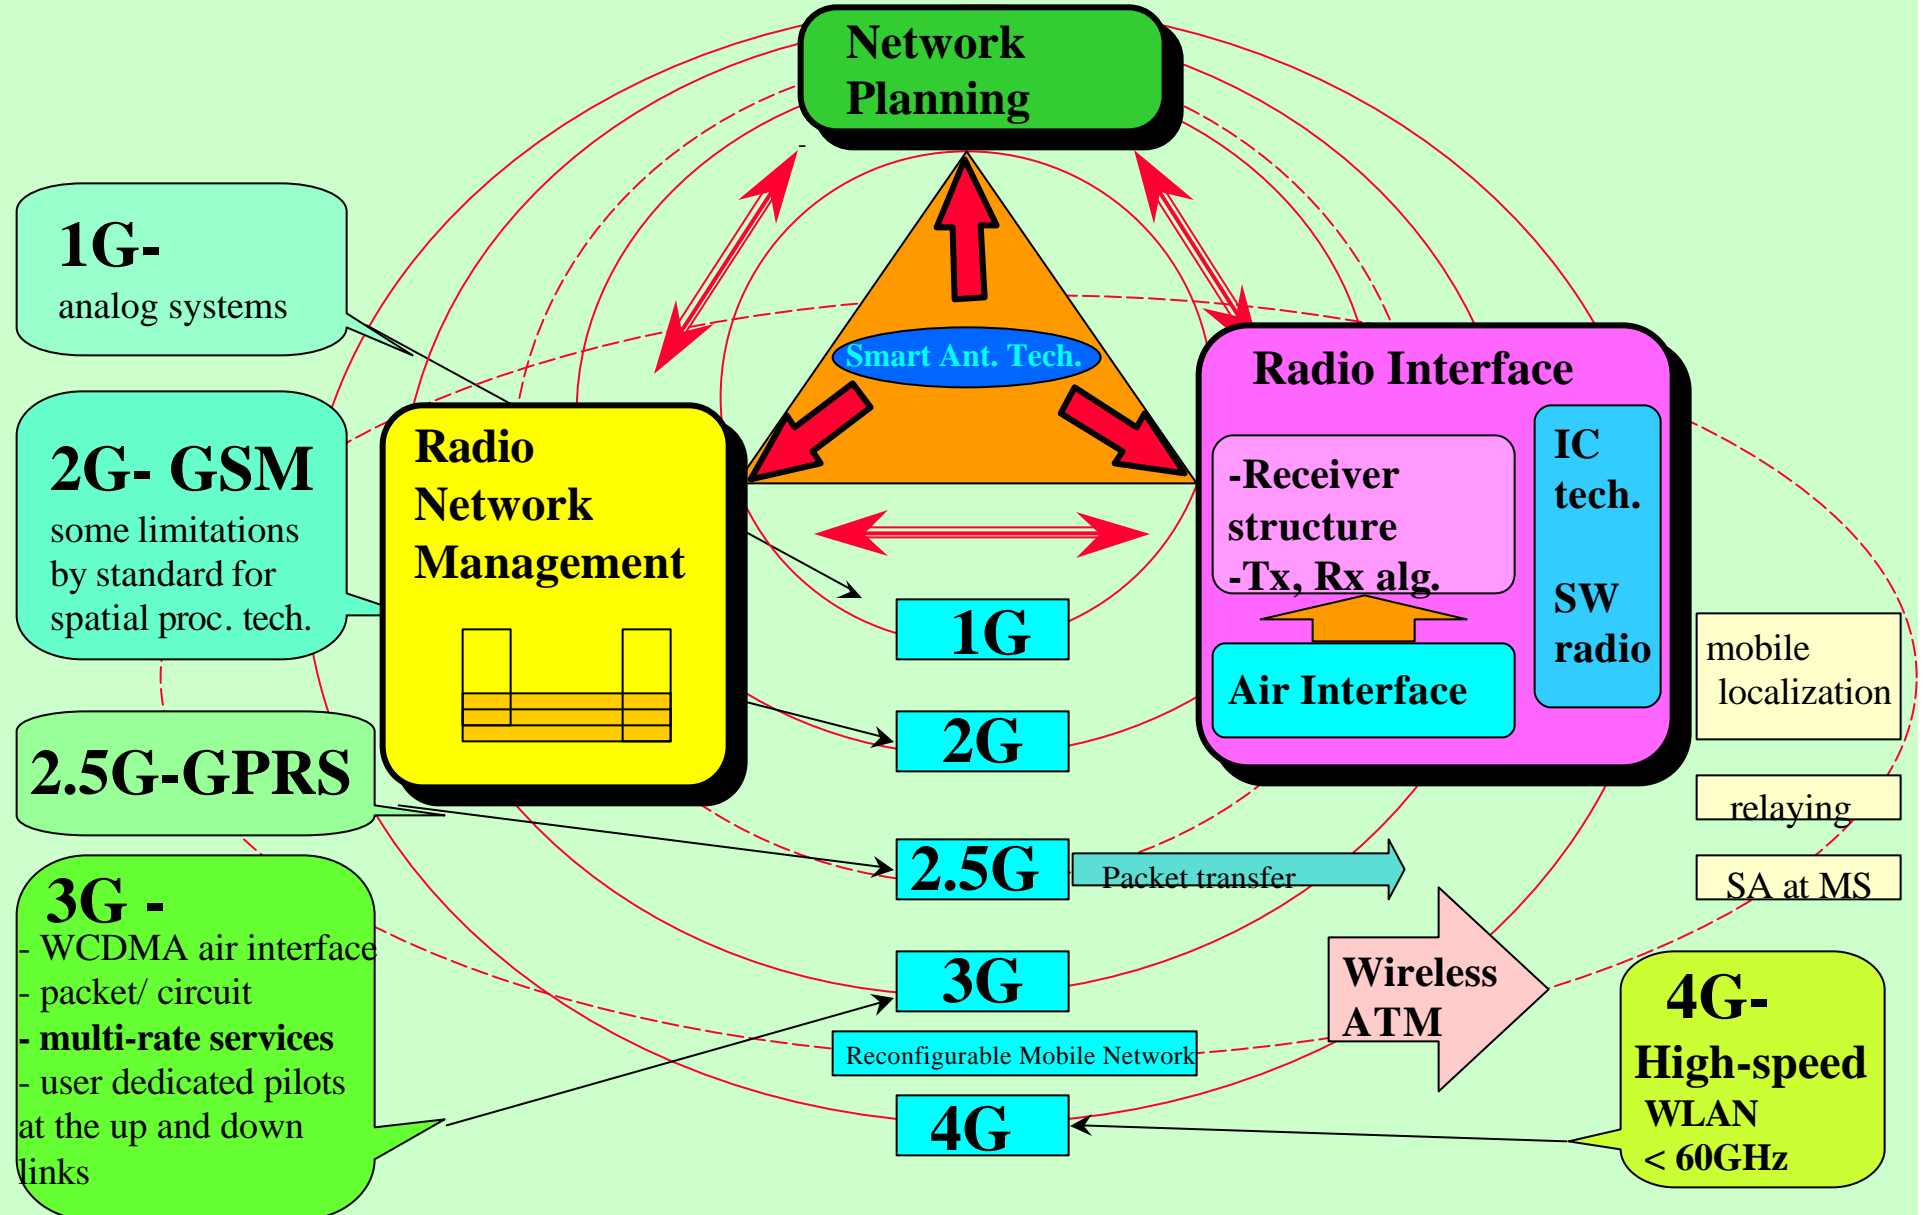 Network
Planning
-
1G-
analog systems
Smart Ant. Tech.
2G- GSM
some limitations
by standard for
spatial proc. tech.
Radio
Network
Management
Radio Interface
-Receiver
structure
-Tx, Rx alg.
Air Interface
IC
tech.
SW
radio
mobile
localization
relaying
SA at MS
2.5G-GPRS
1G
2G
2.5G
Packet transfer
3G
Reconfigurable Mobile Network
4G
Wireless
ATM
3G -
- WCDMA air interface
- packet/ circuit
- multi-rate services
- user dedicated pilots
at the up and down
links
4G-
High-speed
WLAN
< 60GHz